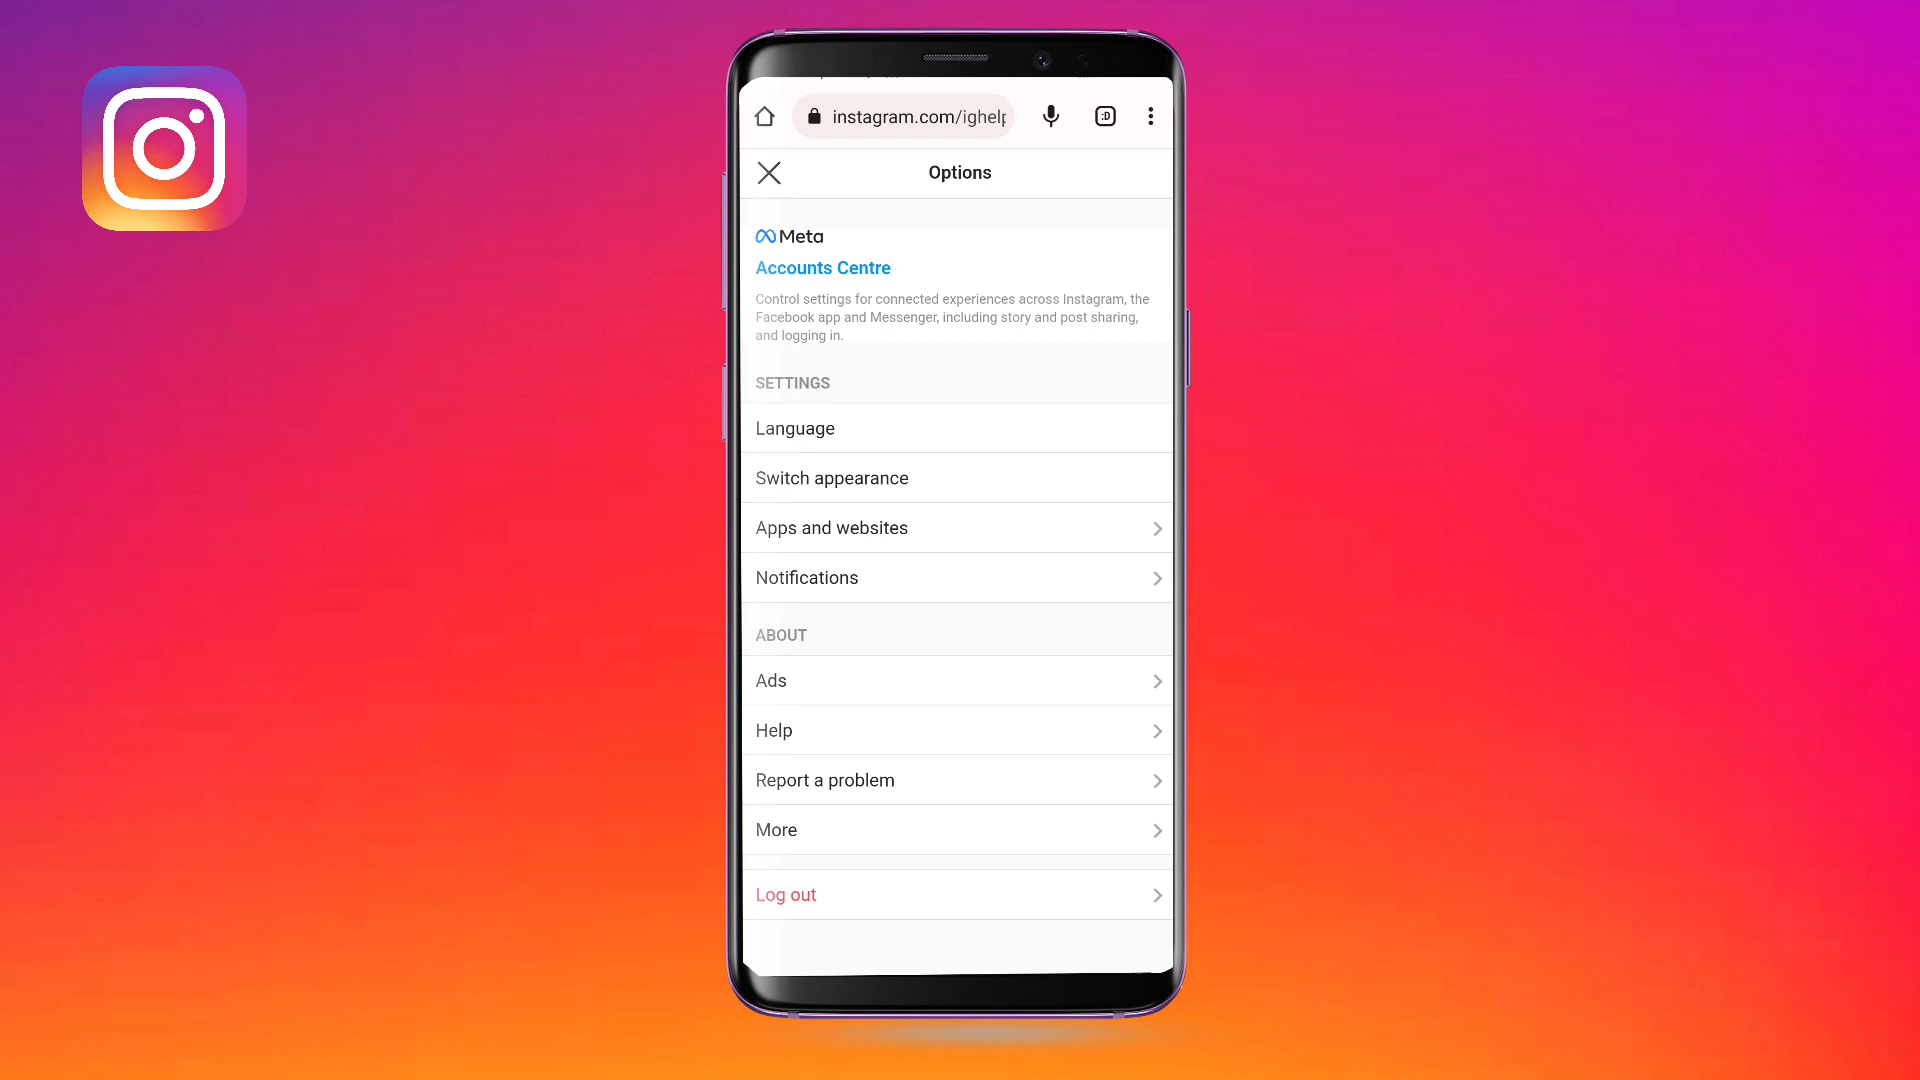 instagram.com/ighelp
:D
Options
Meta
Accounts Centre
Control settings for connected experiences across Instagram, the
Facebook app and Messenger, including story and post sharing,
and logging in.
SETTINGS
Language
Switch appearance
Apps and websites
Notifications
ABOUT
Ads
Help
Report a problem
More
Log out